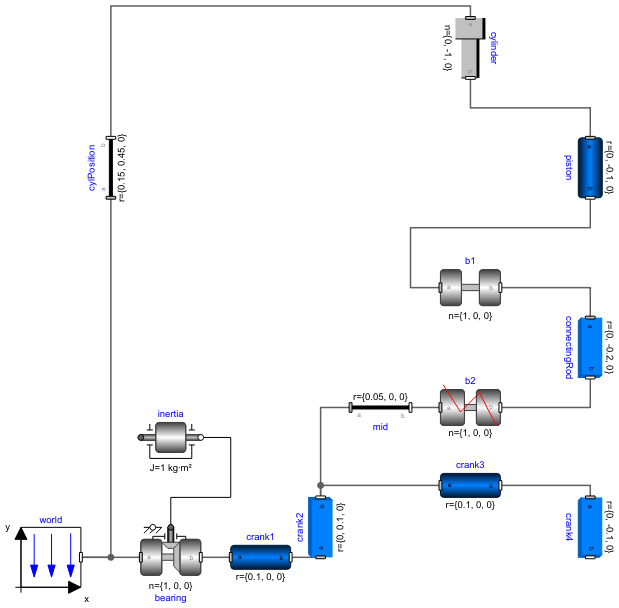 n={0, -1, 0}
a
b
cylinder
b
a
cylPosition
r={0.15, 0.45, 0}
piston
a
b
r={0, -0.1, 0}
b1
a
b
n={1, 0, 0}
connectingRod
a
b
r={0, -0.2, 0}
r={0.05, 0, 0}
a
b
mid
b2
a
b
n={1, 0, 0}
inertia
J=1 kg·m²
crank3
a
b
r={0.1, 0, 0}
crank2
b
a
r={0, 0.1, 0}
crank4
a
b
r={0, -0.1, 0}
y
world
x
a
b
n={1, 0, 0}
bearing
crank1
a
b
r={0.1, 0, 0}